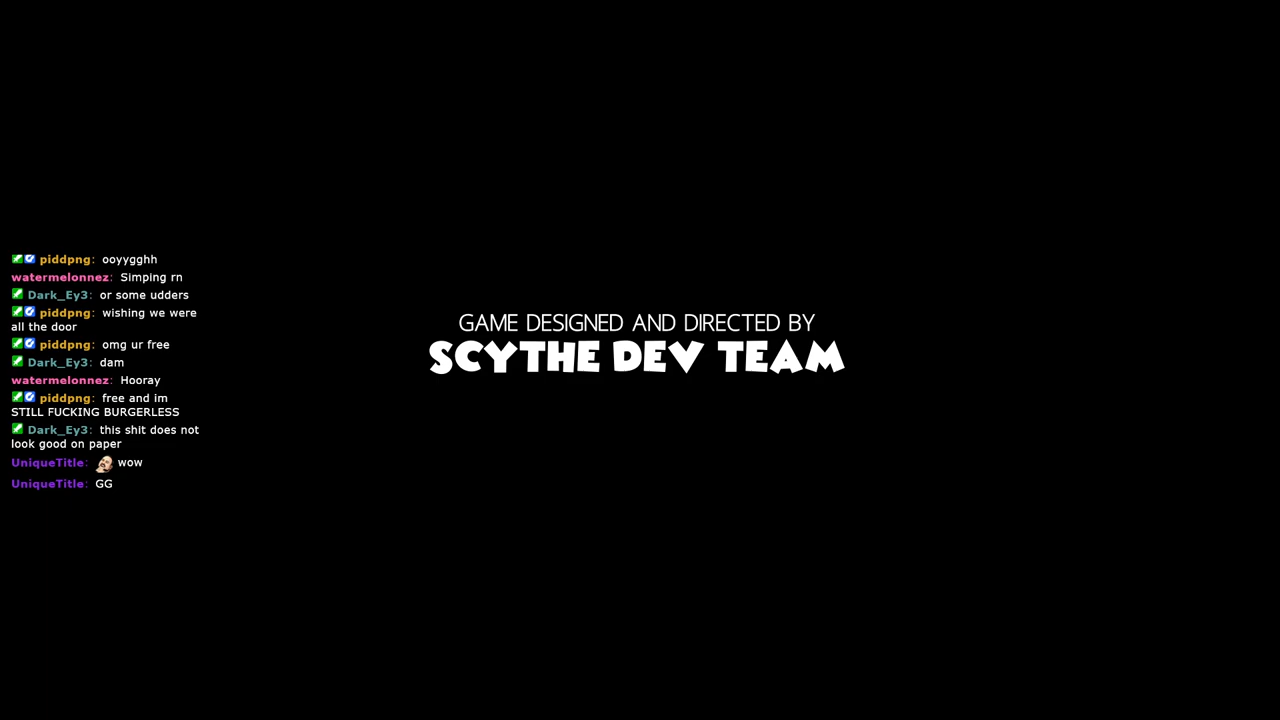 piddpng: ooyygghh
watermelonnez: Simping rn
Dark_Ey3: or some udders
piddpng: wishing we were
all the door
piddpng: omg ur free
Dark_Ey3: dam
watermelonnez: Hooray
piddpng: free and im
STILL FUCKING BURGERLESS
Dark_Ey3: this shit does not
look good on paper
UniqueTitle: wow
UniqueTitle: GG
GAME DESIGNED AND DIRECTED BY
SCYTHE DEV TEAM